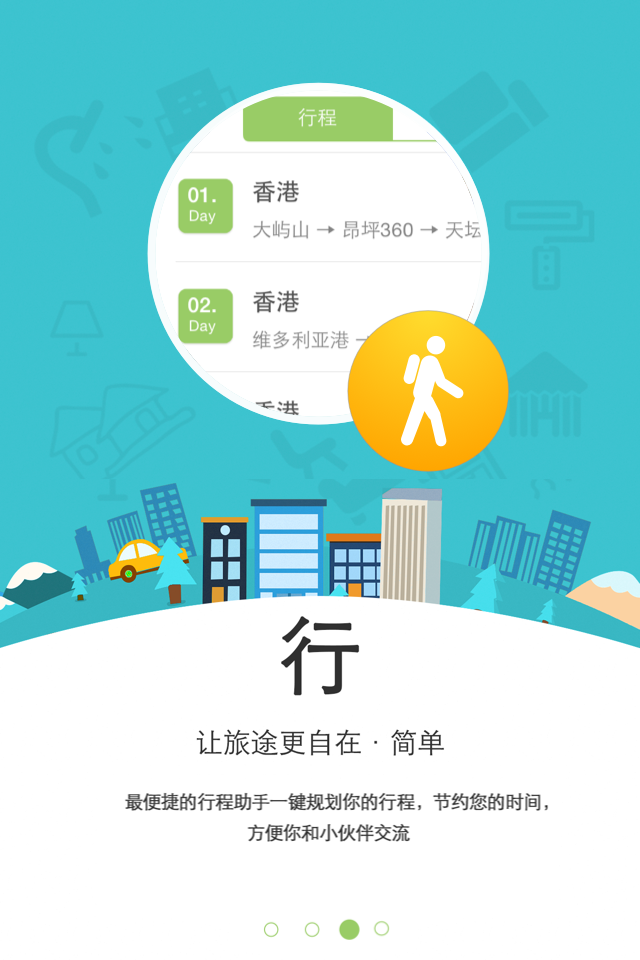 行程
01.
Day
香港
大屿山 → 昂坪360 → 天坛
02.
Day
香港
维多利亚港 →
香港
行
让旅途更自在 · 简单
最便捷的行程助手一键规划你的行程，节约您的时间，
方便你和小伙伴交流